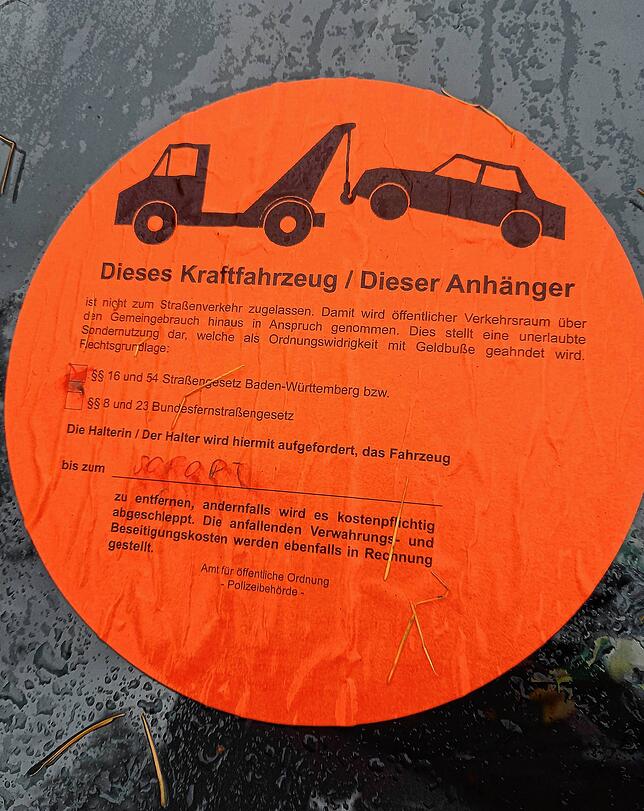 Dieses Kraftfahrzeug / Dieser Anhänger
ist nicht zum Straßenverkehr zugelassen. Damit wird öffentlicher Verkehrsraum über
den Gemeingebrauch hinaus in Anspruch genommen. Dies stellt eine unerlaubte
Sondernutzung dar, welche als Ordnungswidrigkeit mit Geldbuße geahndet wird.
Rechtsgrundlage:
§§ 16 und 54 Straßengesetz Baden-Württemberg bzw.
§§ 8 und 23 Bundesfernstraßengesetz
Die Halterin / Der Halter wird hiermit aufgefordert, das Fahrzeug
bis zum SOFORT
zu entfernen, andernfalls wird es kostenpflichtig
abgeschleppt. Die anfallenden Verwahrungs- und
Beseitigungskosten werden ebenfalls in Rechnung
gestellt.
Amt für öffentliche Ordnung
- Polizeibehörde -